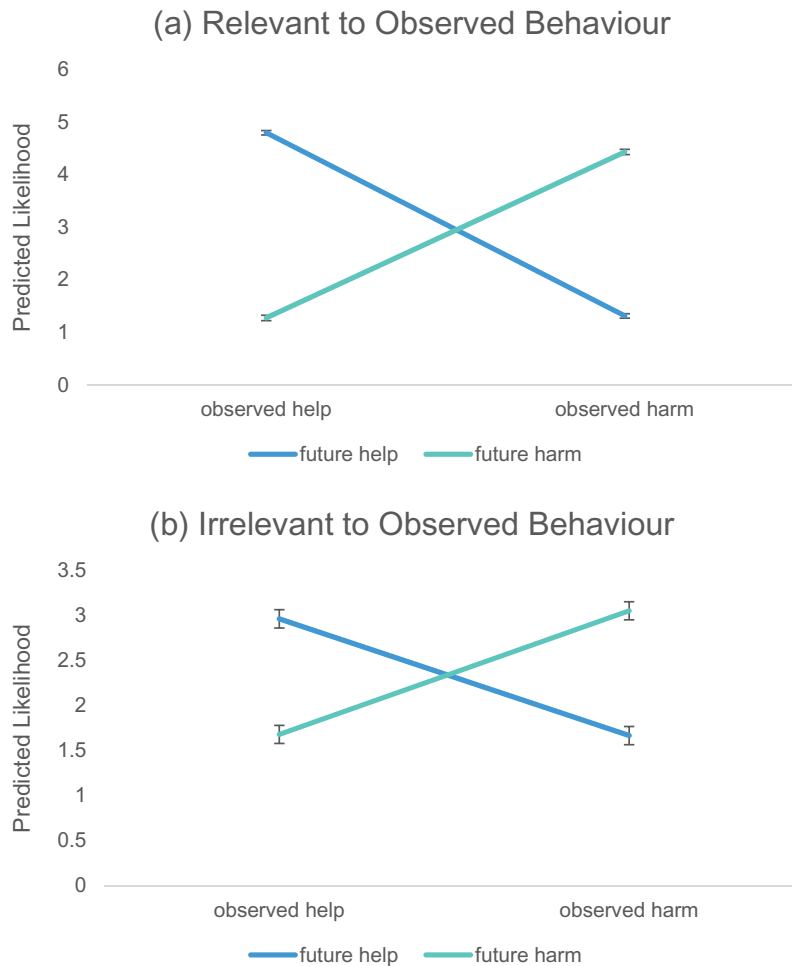 (a) Relevant to Observed Behaviour
6
5
4
3
2
1
0
Predicted Likelihood
observed help observed harm
future help future harm
(b) Irrelevant to Observed Behaviour
3.5
3
2.5
2
1.5
1
0.5
0
Predicted Likelihood
observed help observed harm
future help future harm